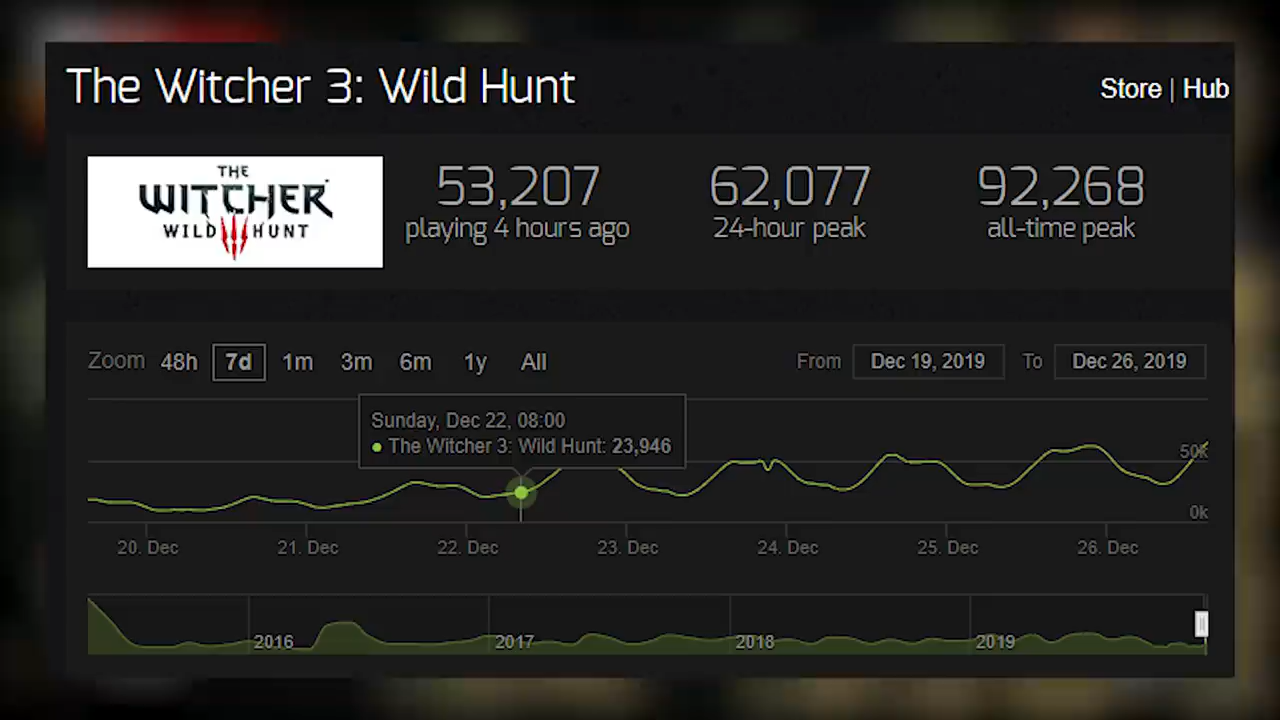 The Witcher 3: Wild Hunt
Store | Hub
THE
WITCHER
WILD HUNT
53,207
playing 4 hours ago
62,077
24-hour peak
92,268
all-time peak
Zoom 48h 7d 1m 3m 6m 1y All
From Dec 19, 2019 To Dec 26, 2019
Sunday, Dec 22, 08:00
● The Witcher 3: Wild Hunt: 23,946
50k
0k
20. Dec 21. Dec 22. Dec 23. Dec 24. Dec 25. Dec 26. Dec
2016 2017 2018 2019